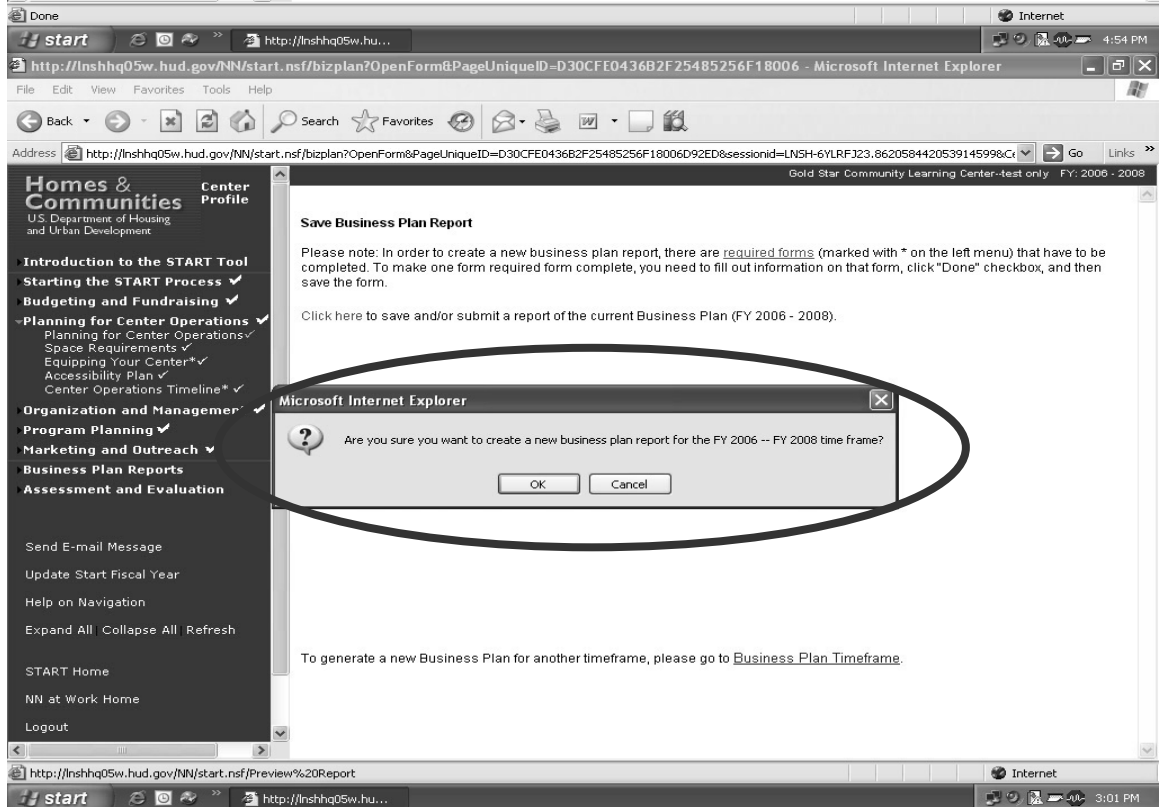 Done
Internet
start
http://lnshhq05w.hu...
4:54 PM
http://lnshhq05w.hud.gov/NN/start.nsf/bizplan?OpenForm&PageUniqueID=D30CFE0436B2F25485256F18006 - Microsoft Internet Explorer
File Edit View Favorites Tools Help
Back Search Favorites
Address http://lnshhq05w.hud.gov/NN/start.nsf/bizplan?OpenForm&PageUniqueID=D30CFE0436B2F25485256F18006D92ED&sessionid=LNSH-6YLRFJ23.862058442053914599&Ce Go Links »
Gold Star Community Learning Center--test only FY: 2006 - 2008
Homes &
Communities
U.S. Department of Housing
and Urban Development
Center
Profile
Introduction to the START Tool
Starting the START Process ✓
Budgeting and Fundraising ✓
Planning for Center Operations ✓
Planning for Center Operations✓
Space Requirements ✓
Equipping Your Center*✓
Accessibility Plan ✓
Center Operations Timeline* ✓
Organization and Management ✓
Program Planning ✓
Marketing and Outreach ✓
Business Plan Reports
Assessment and Evaluation
Send E-mail Message
Update Start Fiscal Year
Help on Navigation
Expand All | Collapse All | Refresh
START Home
NN at Work Home
Logout
Save Business Plan Report
Please note: In order to create a new business plan report, there are required forms (marked with * on the left menu) that have to be
completed. To make one form required form complete, you need to fill out information on that form, click "Done" checkbox, and then
save the form.
Click here to save and/or submit a report of the current Business Plan (FY 2006 - 2008).
Microsoft Internet Explorer
Are you sure you want to create a new business plan report for the FY 2006 -- FY 2008 time frame?
OK Cancel
To generate a new Business Plan for another timeframe, please go to Business Plan Timeframe.
http://lnshhq05w.hud.gov/NN/start.nsf/Preview%20Report
Internet
start
http://lnshhq05w.hu...
3:01 PM